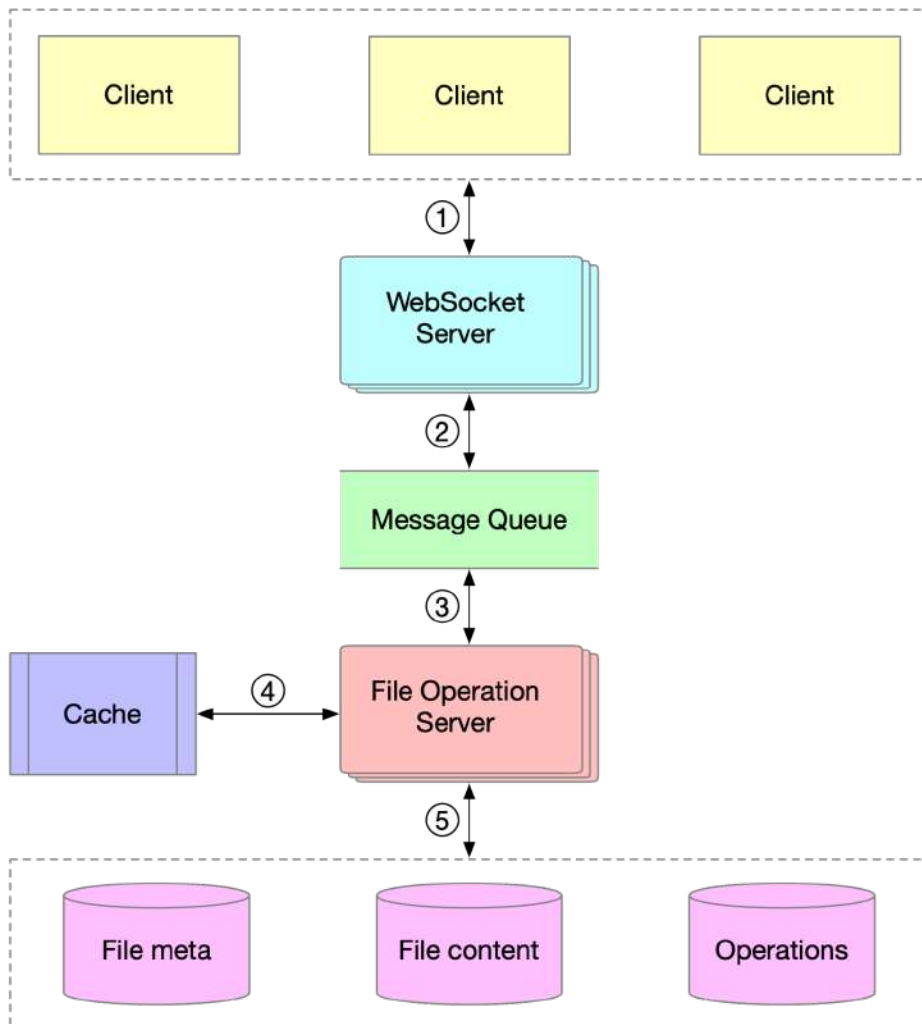 Client
Client
Client
①
WebSocket
Server
②
Message Queue
③
Cache
④
File Operation
Server
⑤
File meta
File content
Operations